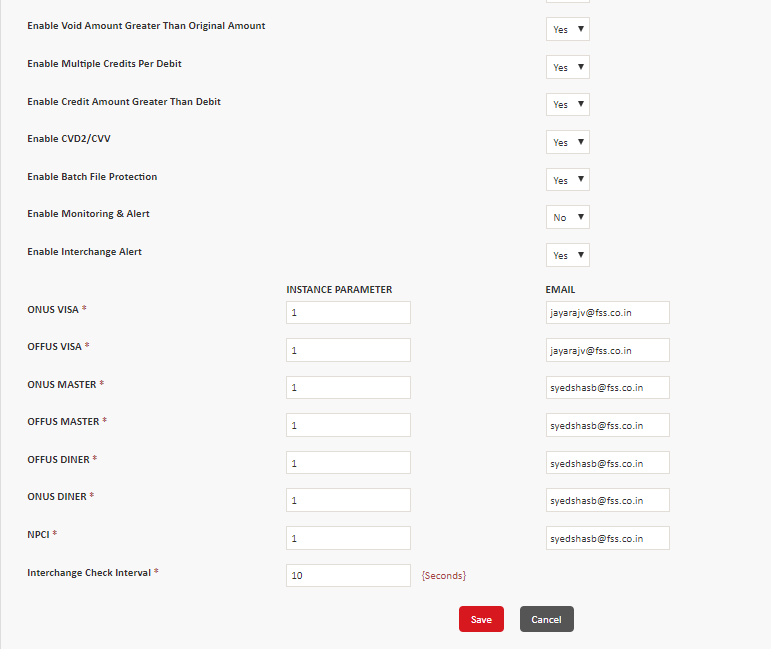 Enable Void Amount Greater Than Original Amount Yes
Enable Multiple Credits Per Debit Yes
Enable Credit Amount Greater Than Debit Yes
Enable CVD2/CVV Yes
Enable Batch File Protection Yes
Enable Monitoring & Alert No
Enable Interchange Alert Yes
INSTANCE PARAMETER EMAIL
ONUS VISA * 1 jayarajv@fss.co.in
OFFUS VISA * 1 jayarajv@fss.co.in
ONUS MASTER * 1 syedshasb@fss.co.in
OFFUS MASTER * 1 syedshasb@fss.co.in
OFFUS DINER * 1 syedshasb@fss.co.in
ONUS DINER * 1 syedshasb@fss.co.in
NPCI * 1 syedshasb@fss.co.in
Interchange Check Interval * 10 {Seconds}
Save Cancel